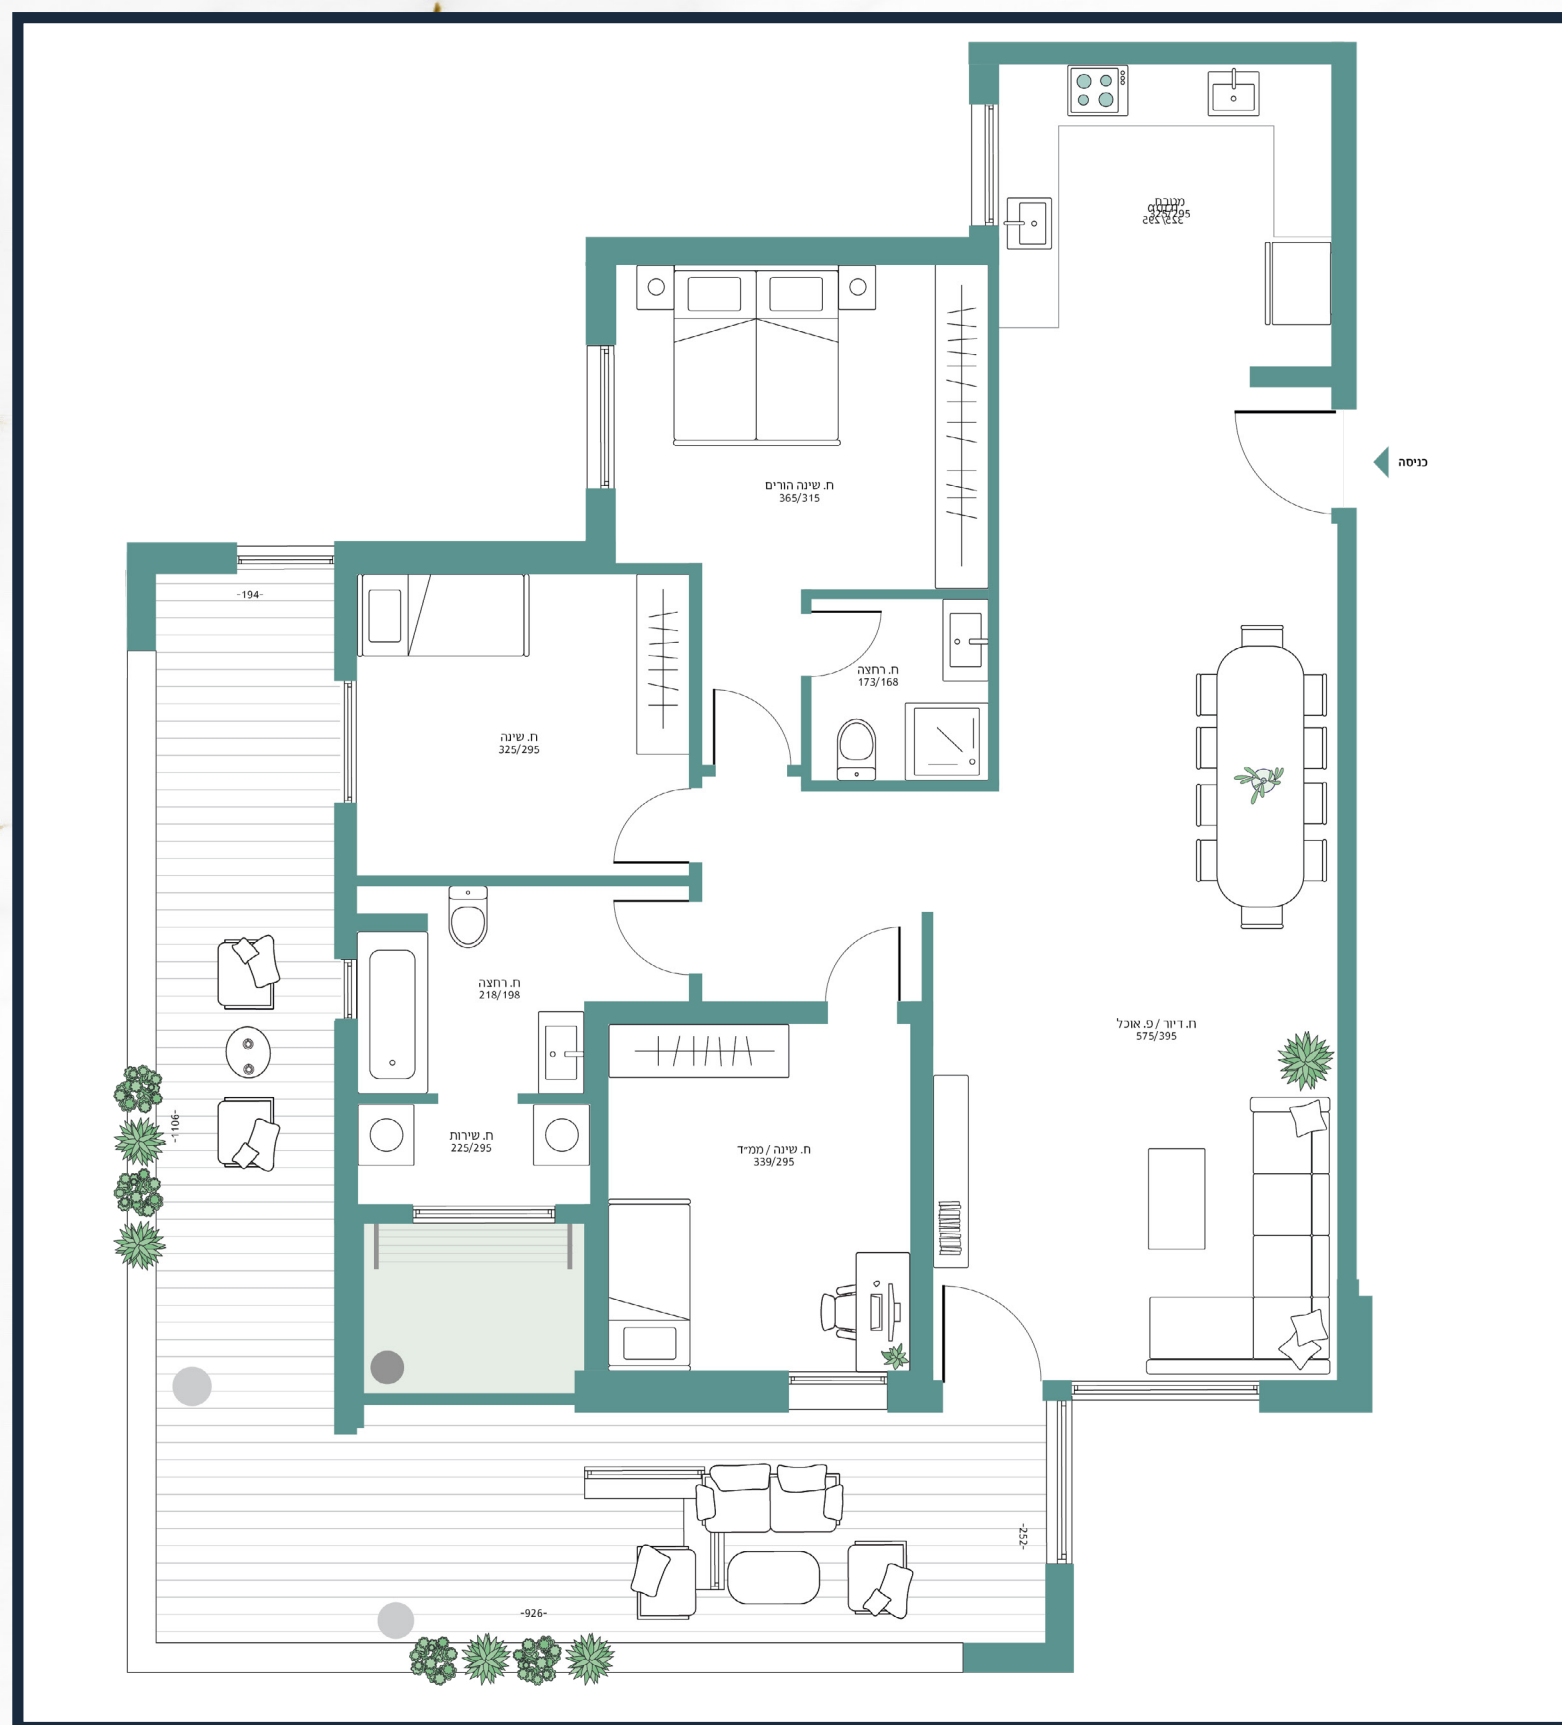 מטבח
325/295
כניסה
ח. שינה הורים
365/315
-194-
ח. רחצה
173/168
ח. שינה
325/295
ח. רחצה
218/198
ח. דיור / פ. אוכל
575/395
-1106-
ח. שירות
225/295
ח. שינה / ממ״ד
339/295
-252-
-926-